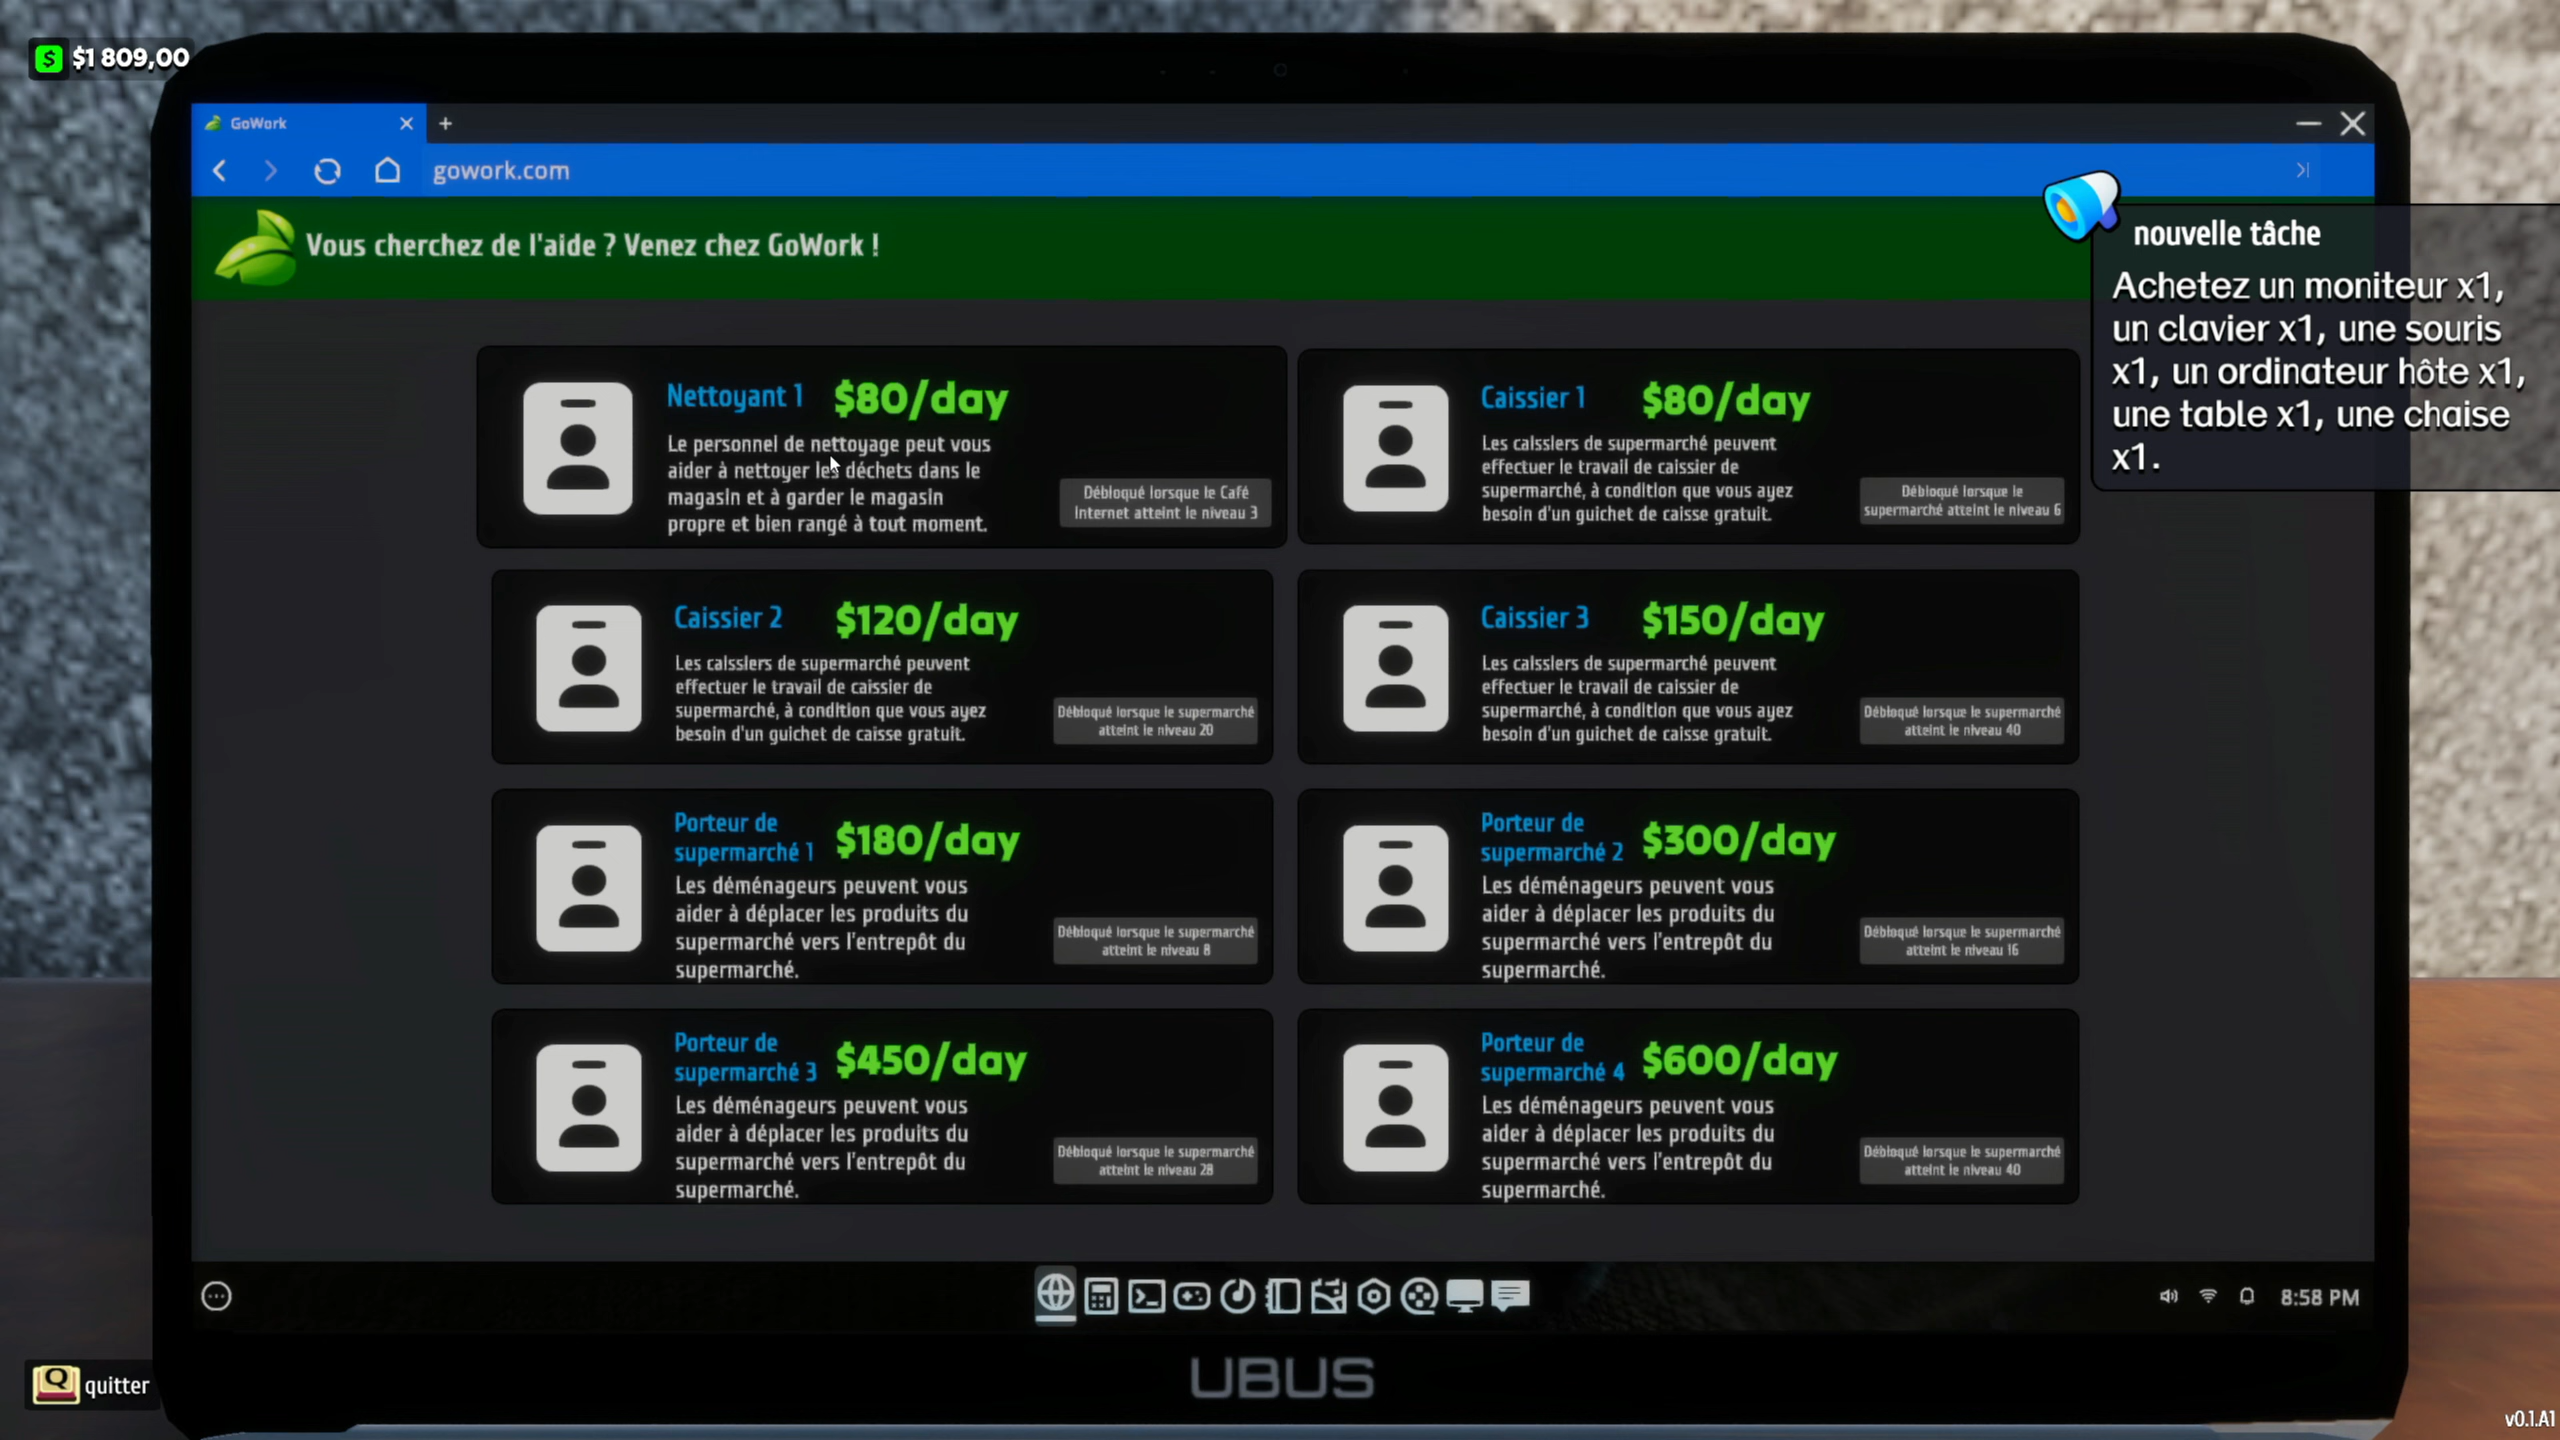 $1 809,00
GoWork
gowork.com
Vous cherchez de l'aide ? Venez chez GoWork !
nouvelle tâche
Achetez un moniteur x1,
un clavier x1, une souris
x1, un ordinateur hôte x1,
une table x1, une chaise
x1.
Nettoyant 1
$80/day
Le personnel de nettoyage peut vous
aider à nettoyer les déchets dans le
magasin et à garder le magasin
propre et bien rangé à tout moment.
Débloqué lorsque le Café
Internet atteint le niveau 3
Caissier 1
$80/day
Les caissiers de supermarché peuvent
effectuer le travail de caissier de
supermarché, à condition que vous ayez
besoin d'un guichet de caisse gratuit.
Débloqué lorsque le
supermarché atteint le niveau 6
Caissier 2
$120/day
Les caissiers de supermarché peuvent
effectuer le travail de caissier de
supermarché, à condition que vous ayez
besoin d'un guichet de caisse gratuit.
Débloqué lorsque le supermarché
atteint le niveau 20
Caissier 3
$150/day
Les caissiers de supermarché peuvent
effectuer le travail de caissier de
supermarché, à condition que vous ayez
besoin d'un guichet de caisse gratuit.
Débloqué lorsque le supermarché
atteint le niveau 40
Porteur de
supermarché 1
$180/day
Les déménageurs peuvent vous
aider à déplacer les produits du
supermarché vers l'entrepôt du
supermarché.
Débloqué lorsque le supermarché
atteint le niveau 8
Porteur de
supermarché 2
$300/day
Les déménageurs peuvent vous
aider à déplacer les produits du
supermarché vers l'entrepôt du
supermarché.
Débloqué lorsque le supermarché
atteint le niveau 16
Porteur de
supermarché 3
$450/day
Les déménageurs peuvent vous
aider à déplacer les produits du
supermarché vers l'entrepôt du
supermarché.
Débloqué lorsque le supermarché
atteint le niveau 28
Porteur de
supermarché 4
$600/day
Les déménageurs peuvent vous
aider à déplacer les produits du
supermarché vers l'entrepôt du
supermarché.
Débloqué lorsque le supermarché
atteint le niveau 40
8:58 PM
UBUS
Q quitter
v0.1.A1